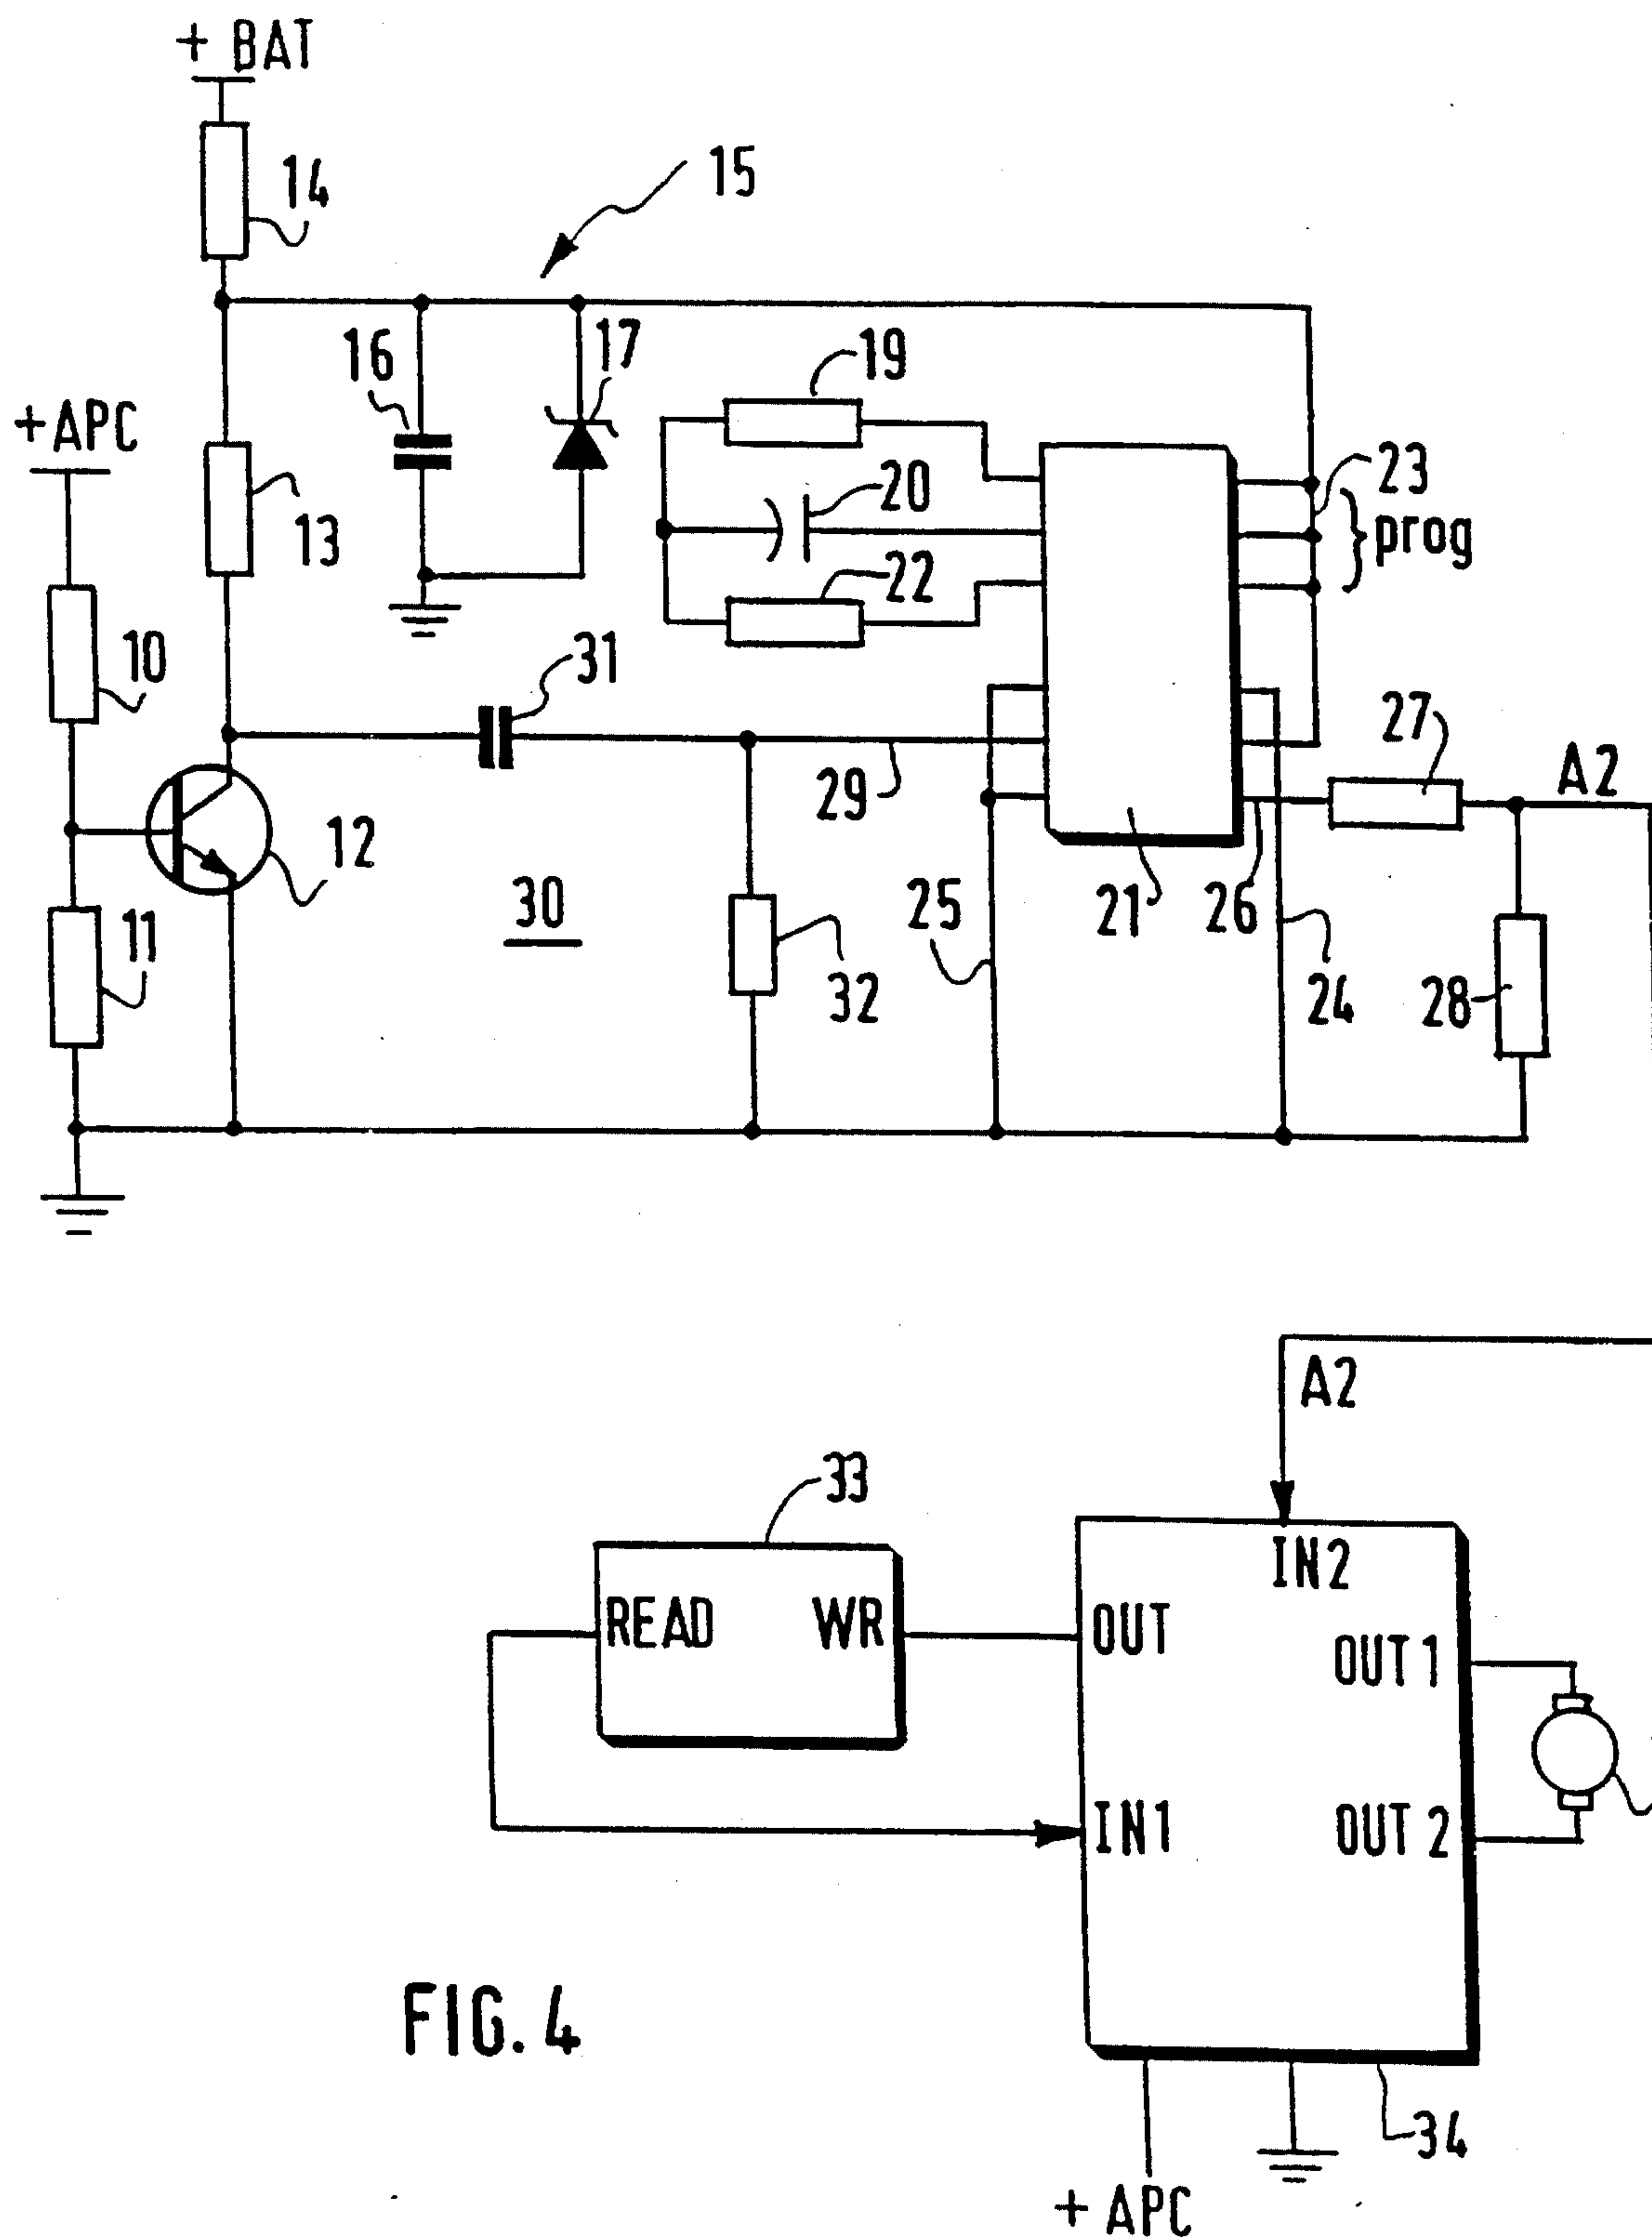 + BAT
14
15
16
17
19
+APC
20
23
prog
13
22
10
31
27
A2
29
12
30
25
21
26
11
32
24
28
A2
33
IN2
READ WR
OUT
OUT 1
IN1
OUT 2
FIG. 4
34
+ APC